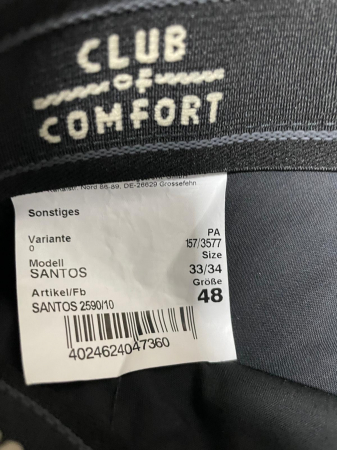 CLUB
OF
COMFORT
Nord 86 89, DE-26629 Grossefehn
Sonstiges
PA
Variante
157/3577
0
Size
Modell
33/34
SANTOS
Größe
Artikel/Fb
48
SANTOS 2590/10
4024624047360